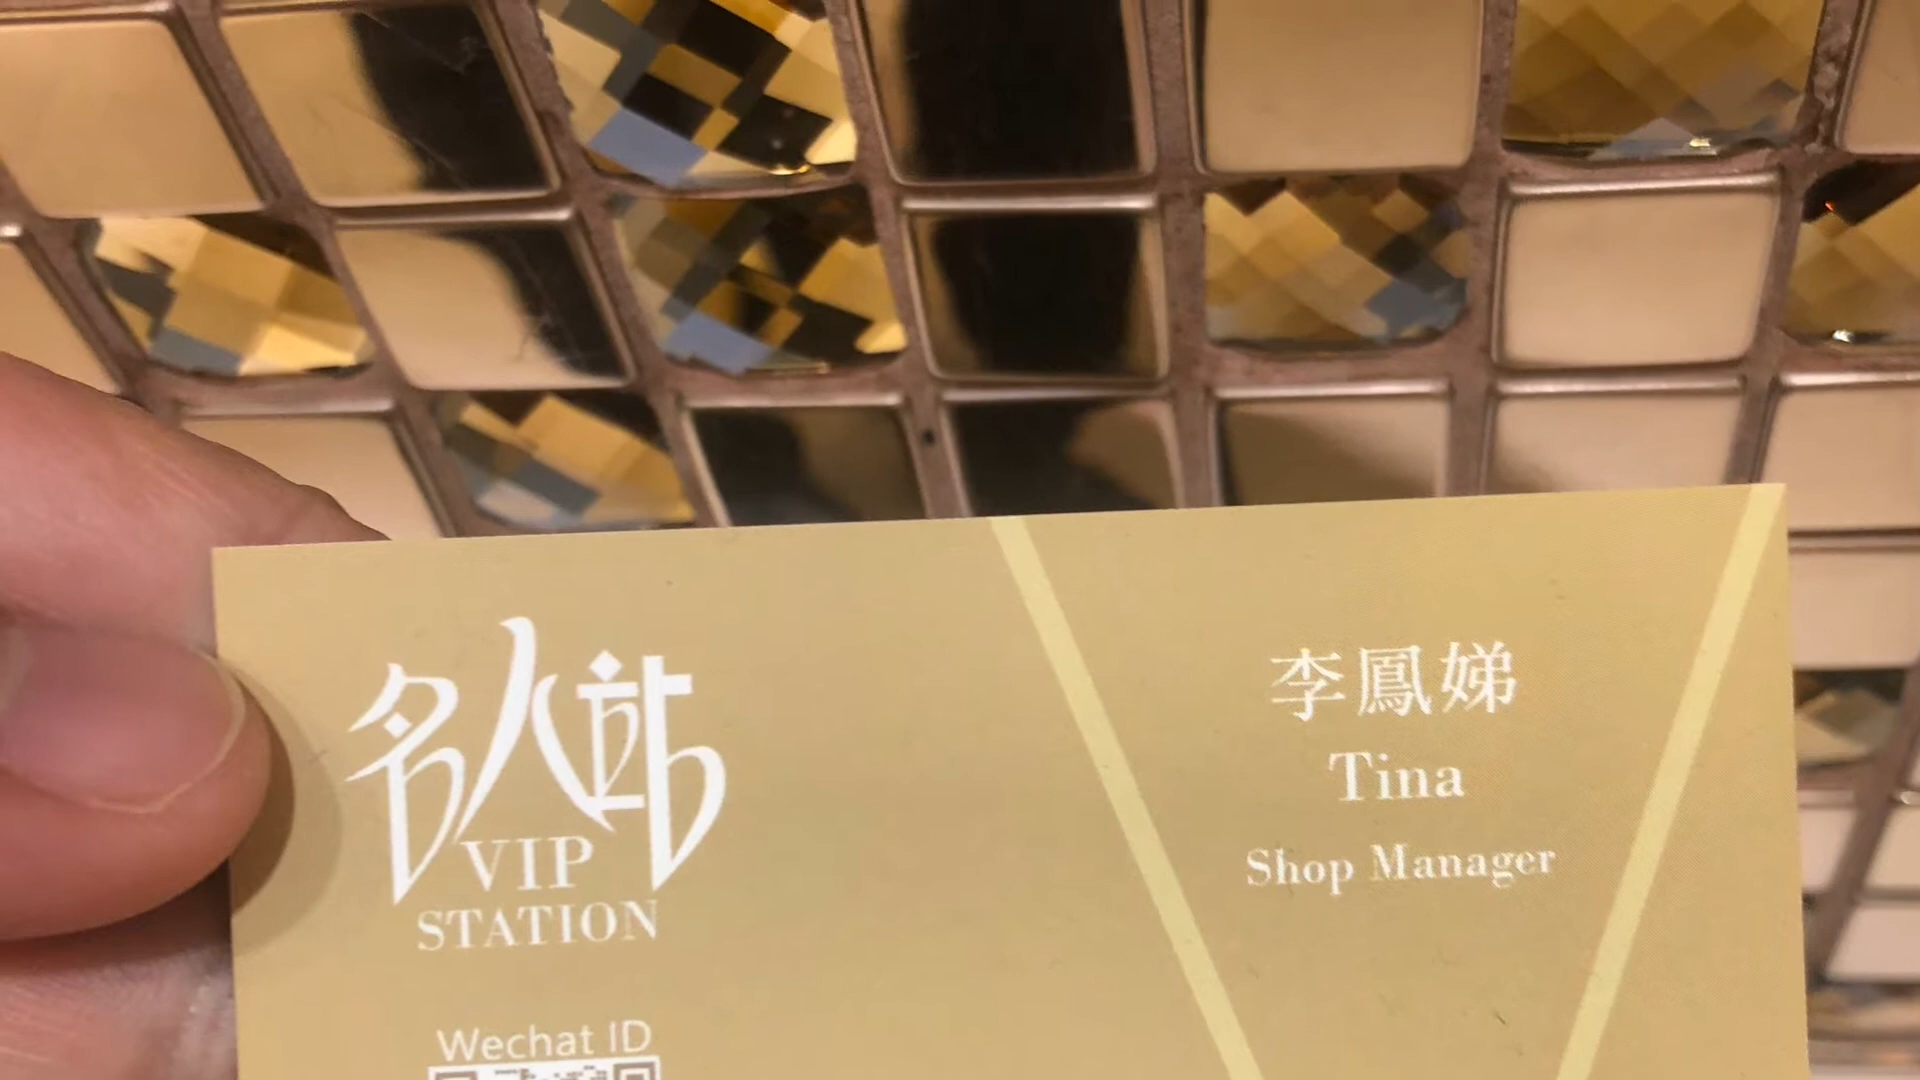 名人站
VIP
STATION
Wechat ID
李鳳娣
Tina
Shop Manager